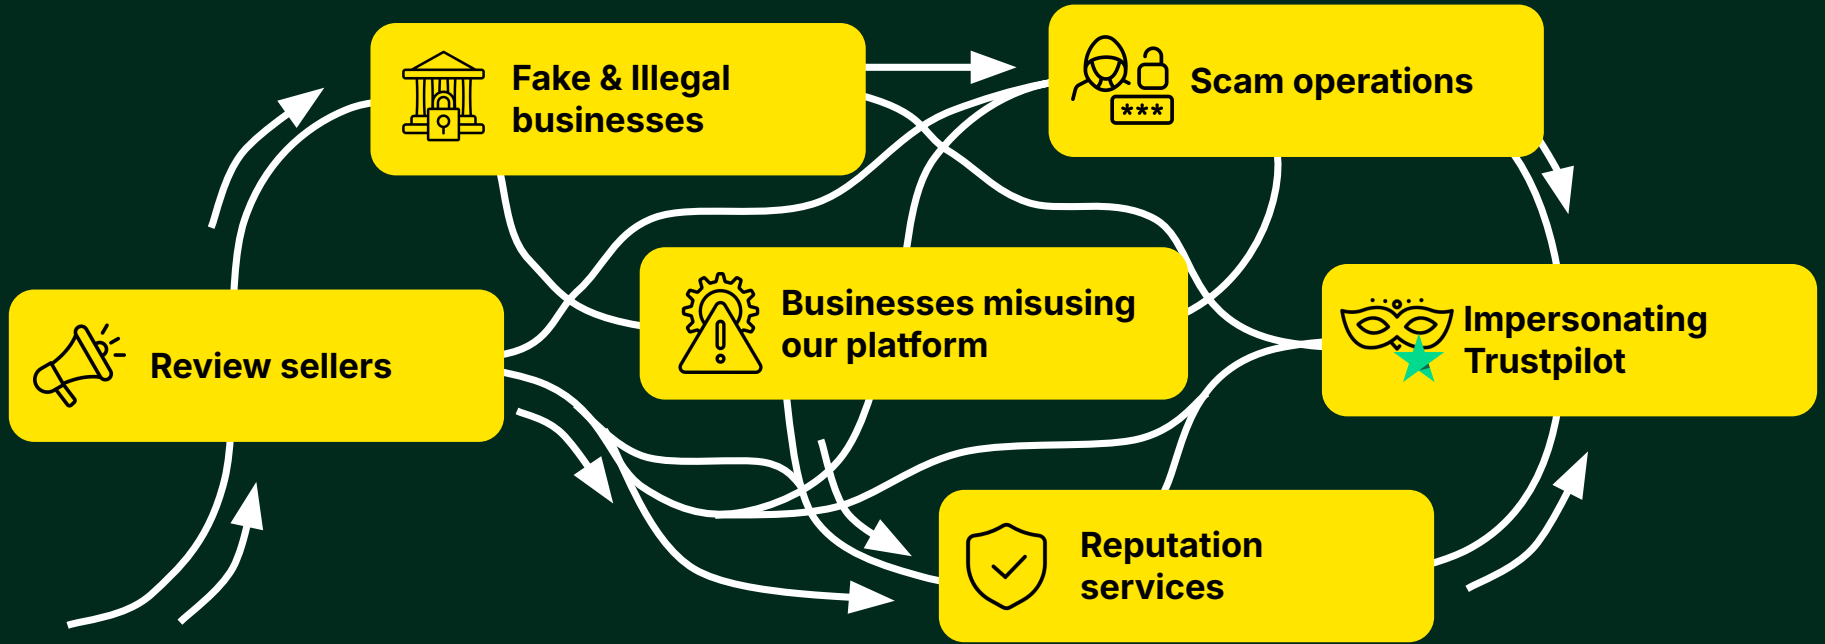 Fake & Illegal
businesses
***
Scam operations
Businesses misusing
our platform
Impersonating
Trustpilot
Review sellers
Reputation
services